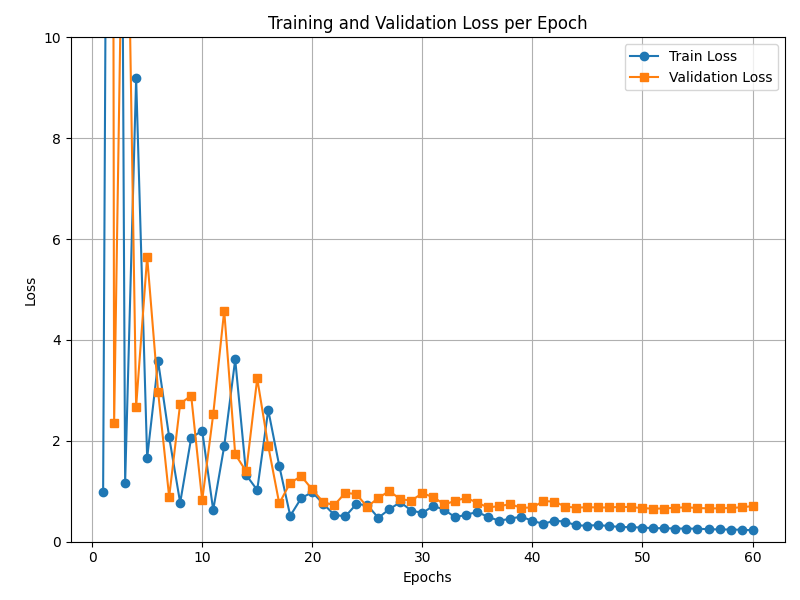 Training and Validation Loss per Epoch
Train Loss
Validation Loss
10
8
6
4
2
0
Loss
0 10 20 30 40 50 60
Epochs